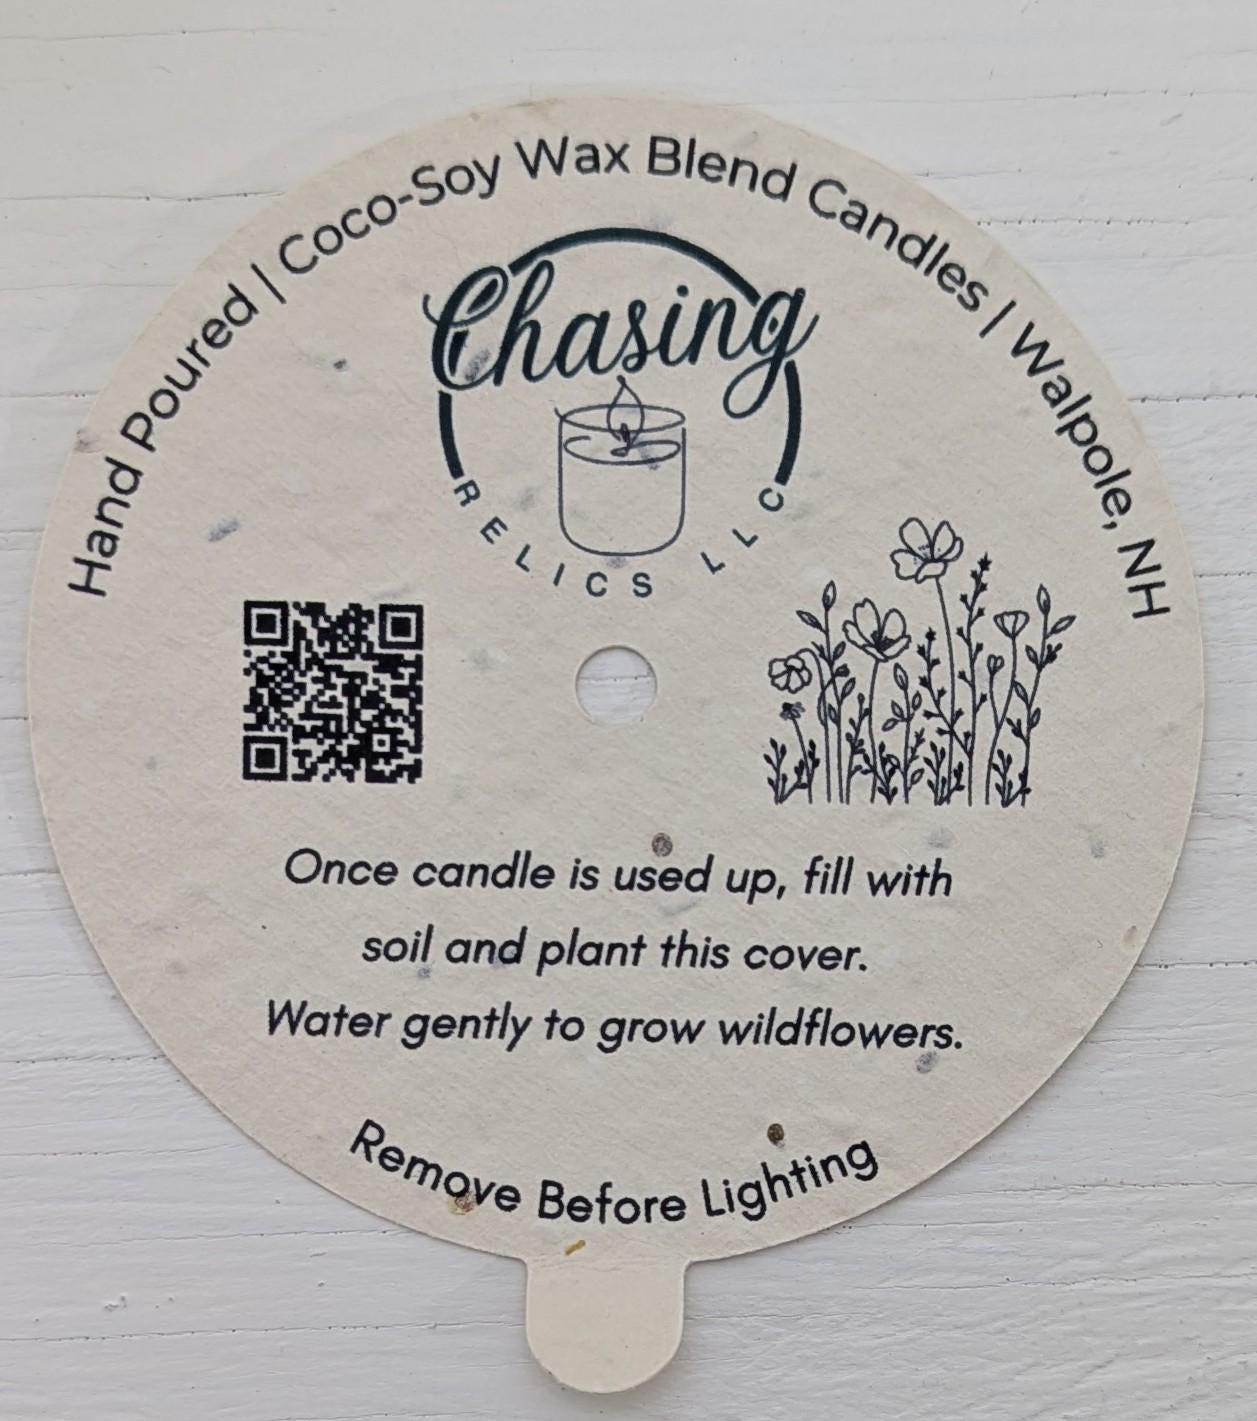 Hand Poured | Coco-Soy Wax Blend Candles | Walpole, NH
Chasing
RELICS LLC
Once candle is used up, fill with
soil and plant this cover.
Water gently to grow wildflowers.
Remove Before Lighting